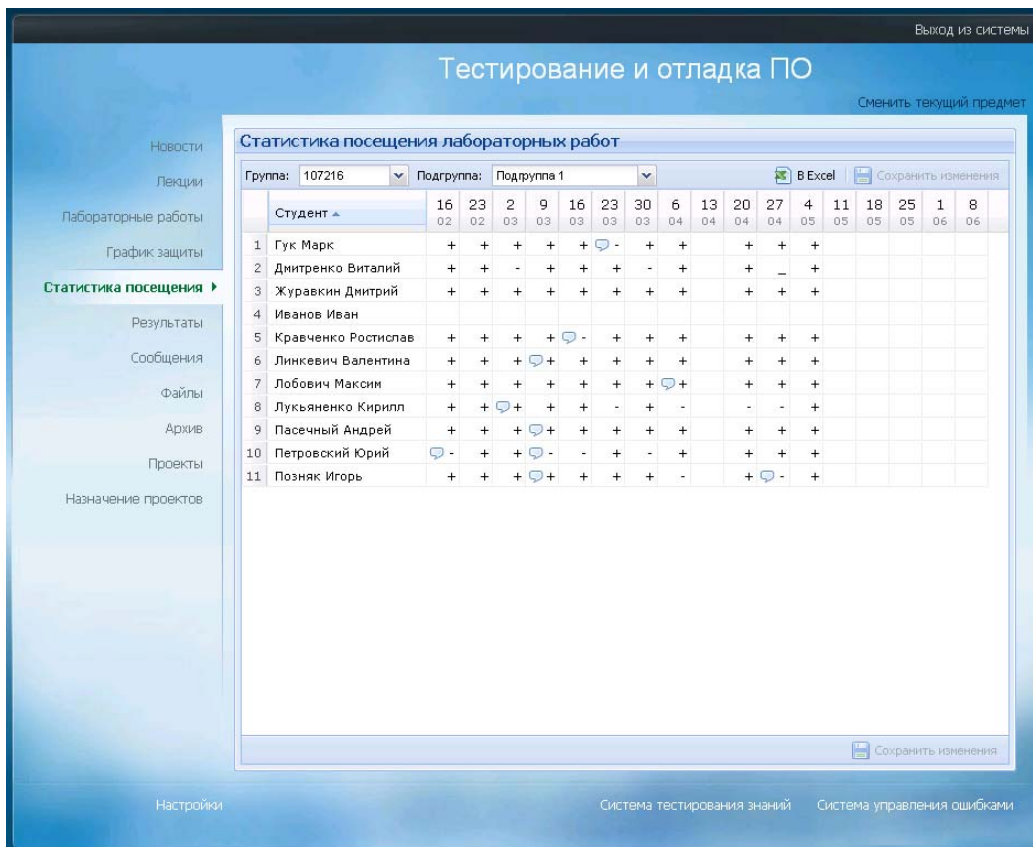 Выход из системы
Тестирование и отладка ПО
Сменить текущий предмет
Новости
Лекции
Лабораторные работы
График защиты
Статистика посещения
Результаты
Сообщения
Файлы
Архив
Проекты
Назначение проектов
Статистика посещения лабораторных работ
Группа: 107216 Подгруппа: Подгруппа 1 В Excel Сохранить изменения
Студент 16 23 2 9 16 23 30 6 13 20 27 4 11 18 25 1 8
02 02 03 03 03 03 03 04 04 04 04 05 05 05 05 06 06
1 Гук Марк + + + + + - + + + + +
2 Дмитренко Виталий + + - + + + - + + _ +
3 Журавкин Дмитрий + + + + + + + + + + +
4 Иванов Иван
5 Кравченко Ростислав + + + + - + + + + + +
6 Линкевич Валентина + + + + + + + + + + +
7 Лобович Максим + + + + + + + + + + +
8 Лукьяненко Кирилл + + + + + - + - - - +
9 Пасечный Андрей + + + + + + + + + + +
10 Петровский Юрий - + + - - + - + + + +
11 Позняк Игорь + + + + + + + - + - +
Сохранить изменения
Настройки
Система тестирования знаний
Система управления ошибками